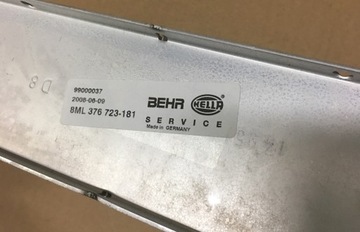 99000037
2008-06-09
8ML 376 723-181
BEHR HELLA
SERVICE
Made in GERMANY